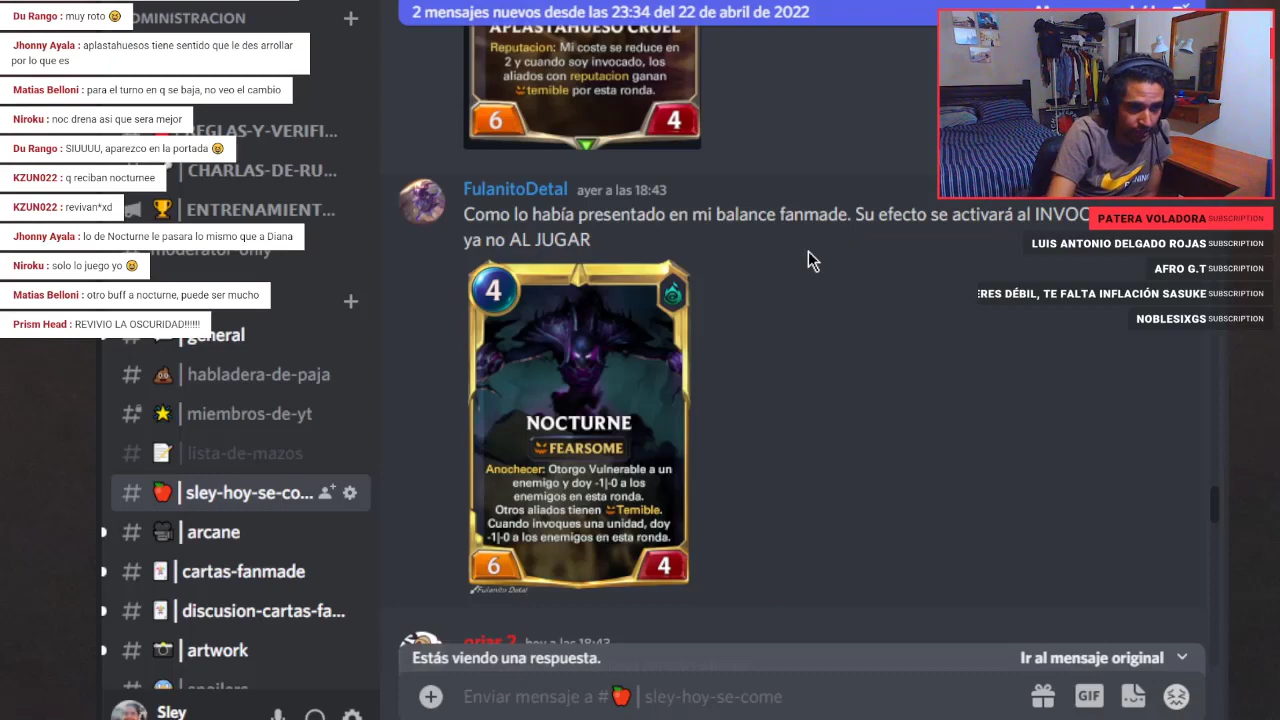 Du Rango : muy roto
Jhonny Ayala : aplastahuesos tiene sentido que le des arrollar
por lo que es
Matias Belloni : para el turno en q se baja, no veo el cambio
Niroku : noc drena asi que sera mejor
Du Rango : SIUUUU, aparezco en la portada
KZUN022 : q reciban nocturnee
KZUN022 : revivan*xd
Jhonny Ayala : lo de Nocturne le pasara lo mismo que a Diana
Niroku : solo lo juego yo
Matias Belloni : otro buff a nocturne, puede ser mucho
Prism Head : REVIVIO LA OSCURIDAD!!!!!!
DMINISTRACION
REGLAS-Y-VERIFI...
CHARLAS-DE-RU...
ENTRENAMIENT...
moderator-only
general
habladera-de-paja
miembros-de-yt
lista-de-mazos
sley-hoy-se-co...
arcane
cartas-fanmade
discusion-cartas-fa...
artwork
spoilers
Sley
2 mensajes nuevos desde las 23:34 del 22 de abril de 2022
APLASTAHUESO CRUEL
Reputacion: Mi coste se reduce en
2 y cuando soy invocado, los
aliados con reputacion ganan
temible por esta ronda.
6
4
FulanitoDetal ayer a las 18:43
Como lo había presentado en mi balance fanmade. Su efecto se activará al INVOC
ya no AL JUGAR
4
NOCTURNE
FEARSOME
Anochecer: Otorgo Vulnerable a un
enemigo y doy -1|-0 a los
enemigos en esta ronda.
Otros aliados tienen Temible.
Cuando invoques una unidad, doy
-1|-0 a los enemigos en esta ronda.
6
4
Fulanito Detal
hoy a las 18:43
Estás viendo una respuesta.
Ir al mensaje original
Enviar mensaje a # | sley-hoy-se-come
GIF
PATERA VOLADORA SUBSCRIPTION
LUIS ANTONIO DELGADO ROJAS SUBSCRIPTION
AFRO G.T SUBSCRIPTION
ERES DÉBIL, TE FALTA INFLACIÓN SASUKE SUBSCRIPTION
NOBLESIXGS SUBSCRIPTION